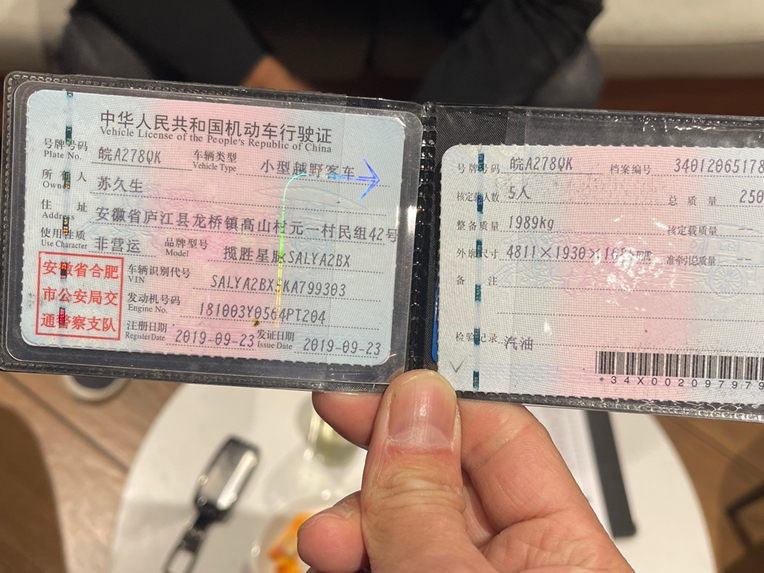 中华人民共和国机动车行驶证
Vehicle License of the People's Republic of China
号牌号码 皖A278QK 车辆类型 小型越野客车
Plate No. Vehicle Type
所有人 苏久生
Owner
住址 安徽省庐江县龙桥镇高山村元一村民组42号
Address
使用性质 非营运 品牌型号 揽胜星脉SALYA2BX
Use Character Model
安徽省合肥
市公安局交
通警察支队
车辆识别代号 SALYA2BX5KA799303
VIN
发动机号码 181003Y0564PT204
Engine No.
注册日期 2019-09-23 发证日期 2019-09-23
RegisterDate Issue Date
号牌号码 皖A278QK 档案编号 34012065178
核定载人数 5人 总质量 250
整备质量 1989kg 核定载质量
外廓尺寸 准牵引总质量
备注
检验记录 汽油
*34X002097979